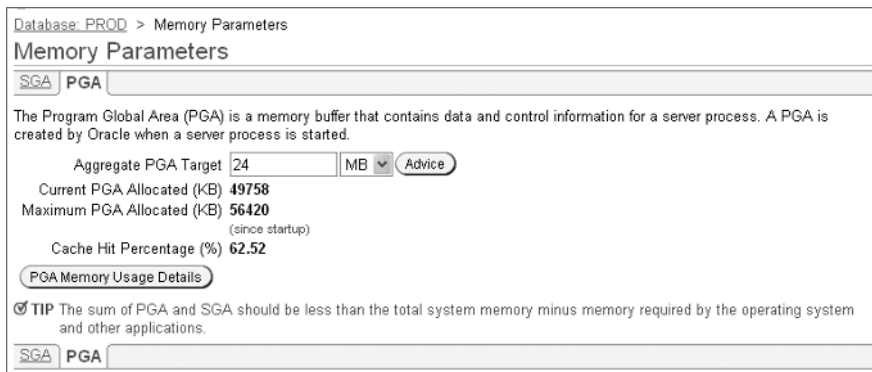 Database: PROD > Memory Parameters
Memory Parameters
SGA PGA
The Program Global Area (PGA) is a memory buffer that contains data and control information for a server process. A PGA is
created by Oracle when a server process is started.
Aggregate PGA Target 24 MB Advice
Current PGA Allocated (KB) 49758
Maximum PGA Allocated (KB) 56420
(since startup)
Cache Hit Percentage (%) 62.52
PGA Memory Usage Details
TIP The sum of PGA and SGA should be less than the total system memory minus memory required by the operating system
and other applications.
SGA PGA